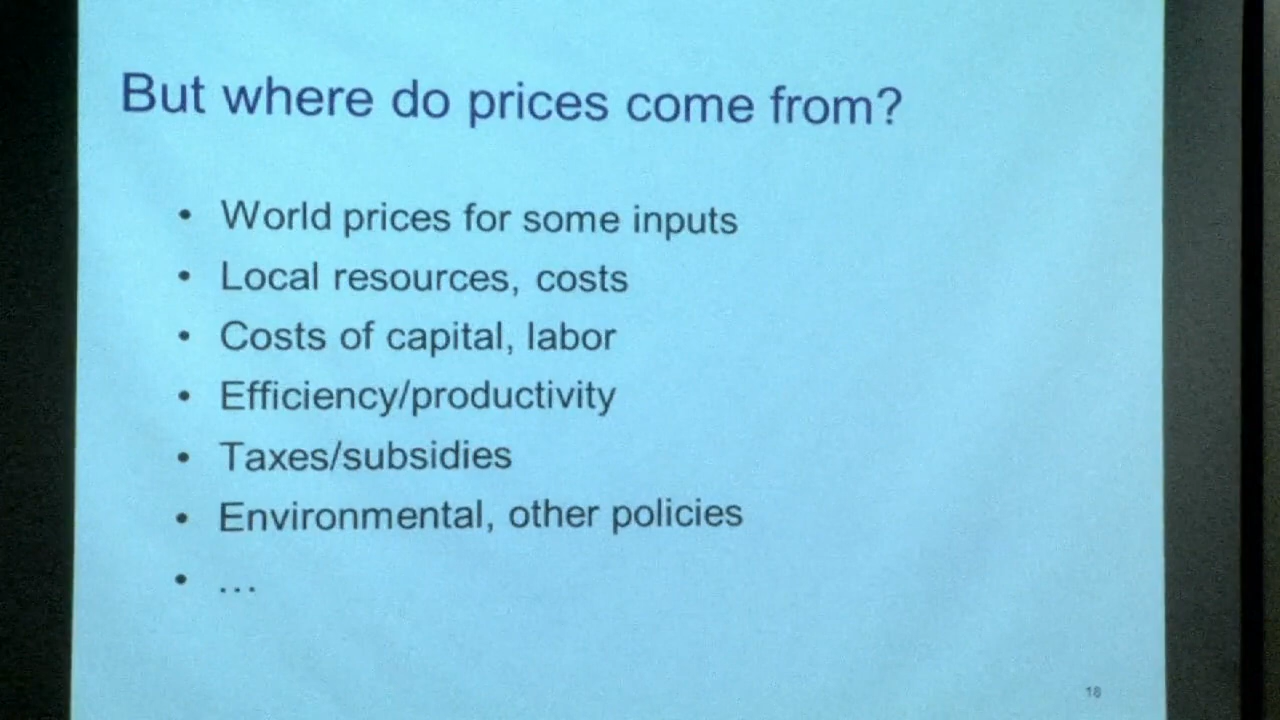 But where do prices come from?
• World prices for some inputs
• Local resources, costs
• Costs of capital, labor
• Efficiency/productivity
• Taxes/subsidies
• Environmental, other policies
• ...
18